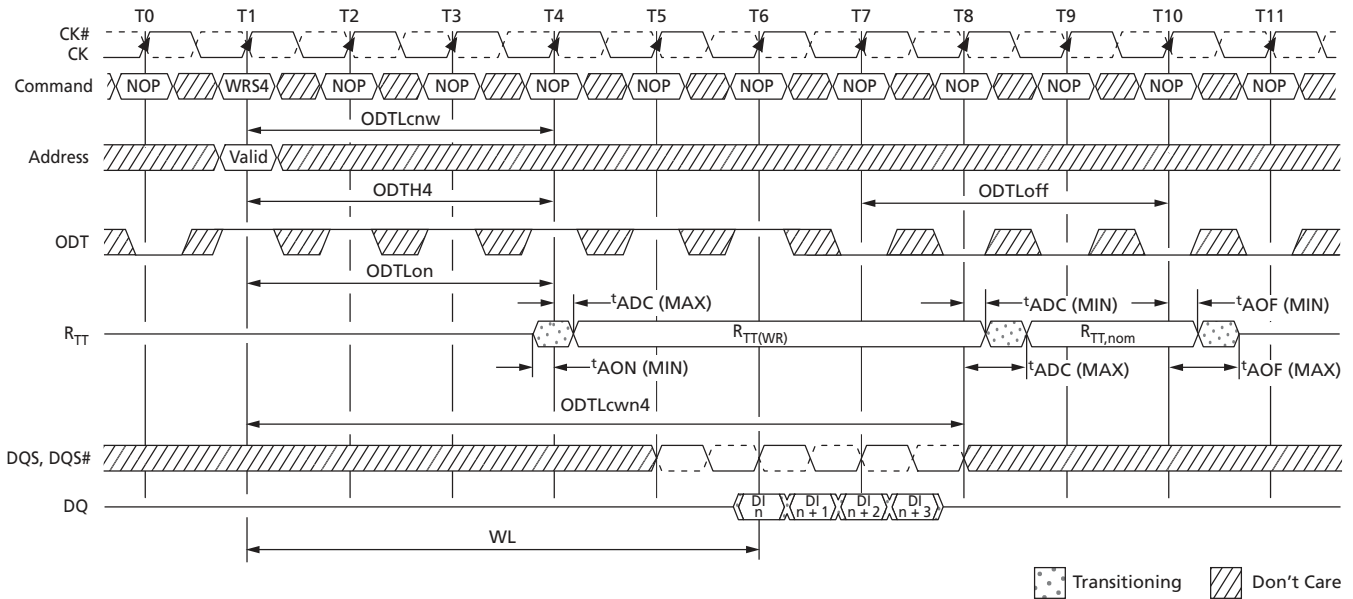 T0 T1 T2 T3 T4 T5 T6 T7 T8 T9 T10 T11
CK#
CK
Command NOP WRS4 NOP NOP NOP NOP NOP NOP NOP NOP NOP NOP
ODTLcnw
Address Valid
ODTH4 ODTLoff
ODT
ODTLon
tADC (MAX) tADC (MIN) tAOF (MIN)
RTT RTT(WR) RTT,nom
tAON (MIN) tADC (MAX) tAOF (MAX)
ODTLcwn4
DQS, DQS#
DQ DI n DI n + 1 DI n + 2 DI n + 3
WL
Transitioning Don't Care